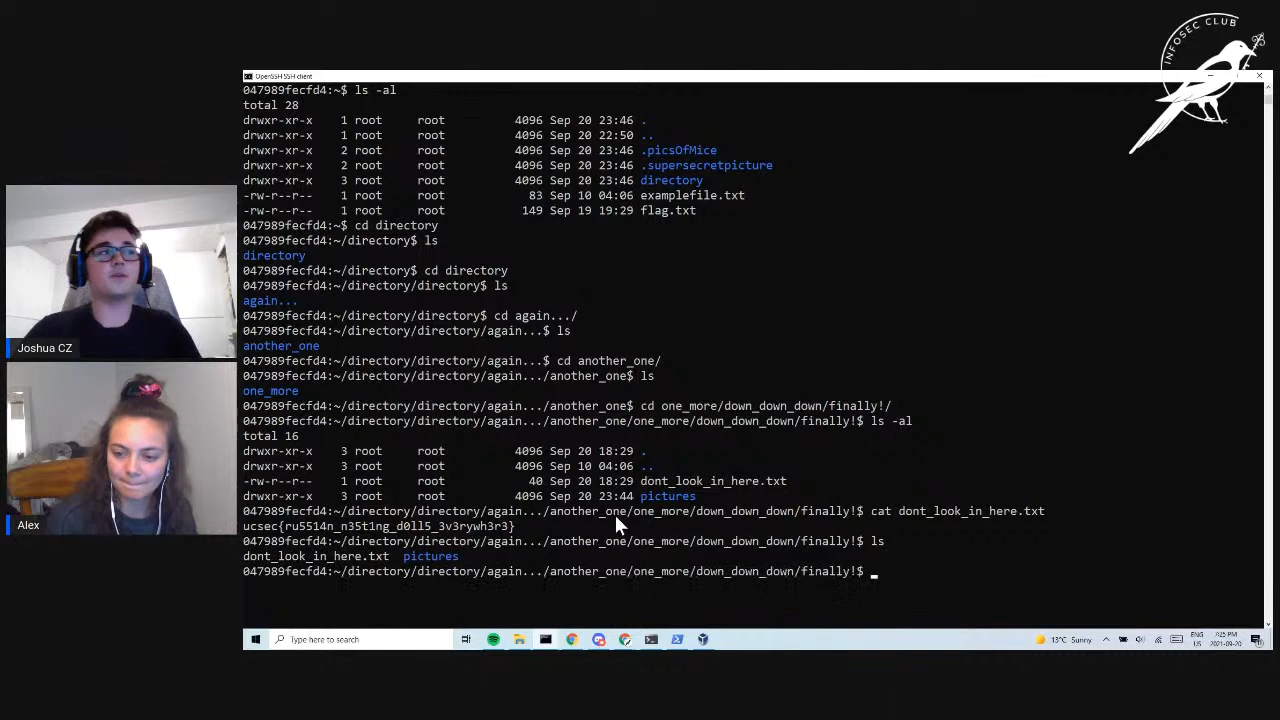 INFOSEC CLUB
OpenSSH SSH client
047989fecfd4:~$ ls -al
total 28
drwxr-xr-x 1 root root 4096 Sep 20 23:46 .
drwxr-xr-x 1 root root 4096 Sep 20 22:50 ..
drwxr-xr-x 2 root root 4096 Sep 20 23:46 .picsOfMice
drwxr-xr-x 2 root root 4096 Sep 20 23:46 .supersecretpicture
drwxr-xr-x 3 root root 4096 Sep 20 23:46 directory
-rw-r--r-- 1 root root 83 Sep 10 04:06 examplefile.txt
-rw-r--r-- 1 root root 149 Sep 19 19:29 flag.txt
047989fecfd4:~$ cd directory
047989fecfd4:~/directory$ ls
directory
047989fecfd4:~/directory$ cd directory
047989fecfd4:~/directory/directory$ ls
again...
047989fecfd4:~/directory/directory$ cd again.../
047989fecfd4:~/directory/directory/again...$ ls
another_one
047989fecfd4:~/directory/directory/again...$ cd another_one/
047989fecfd4:~/directory/directory/again.../another_one$ ls
one_more
047989fecfd4:~/directory/directory/again.../another_one$ cd one_more/down_down_down/finally!/
047989fecfd4:~/directory/directory/again.../another_one/one_more/down_down_down/finally!$ ls -al
total 16
drwxr-xr-x 3 root root 4096 Sep 20 18:29 .
drwxr-xr-x 3 root root 4096 Sep 10 04:06 ..
-rw-r--r-- 1 root root 40 Sep 20 18:29 dont_look_in_here.txt
drwxr-xr-x 3 root root 4096 Sep 20 23:44 pictures
047989fecfd4:~/directory/directory/again.../another_one/one_more/down_down_down/finally!$ cat dont_look_in_here.txt
ucsec{ru5514n_n35t1ng_d0ll5_3v3rywh3r3}
047989fecfd4:~/directory/directory/again.../another_one/one_more/down_down_down/finally!$ ls
dont_look_in_here.txt pictures
047989fecfd4:~/directory/directory/again.../another_one/one_more/down_down_down/finally!$
Joshua CZ
Alex
Type here to search
13°C Sunny
ENG
US
7:25 PM
2021-09-20